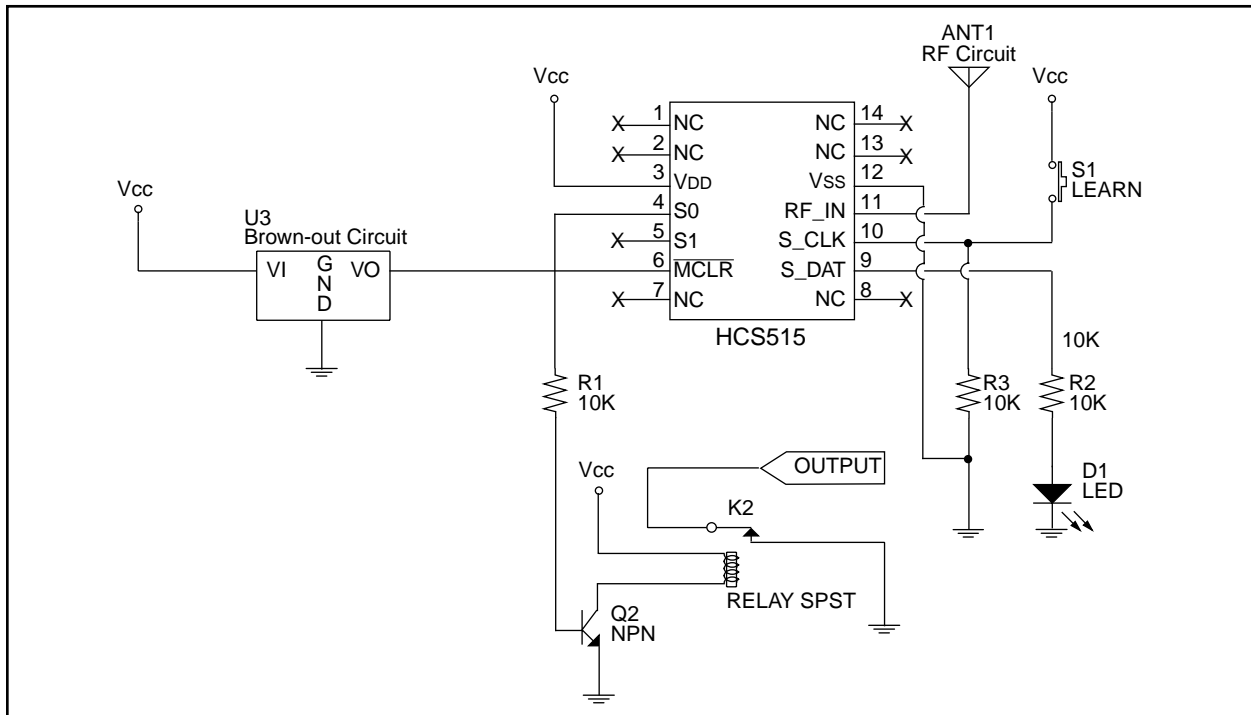 ANT1
RF Circuit
Vcc
Vcc
1 NC
NC 14
2 NC
NC 13
3 VDD
VSS 12
4 S0
RF_IN 11
5 S1
S_CLK 10
6 MCLR
S_DAT 9
7 NC
NC 8
HCS515
S1
LEARN
Vcc
U3
Brown-out Circuit
VI GND VO
R1
10K
10K
R3
10K
R2
10K
Vcc
OUTPUT
K2
D1
LED
RELAY SPST
Q2
NPN